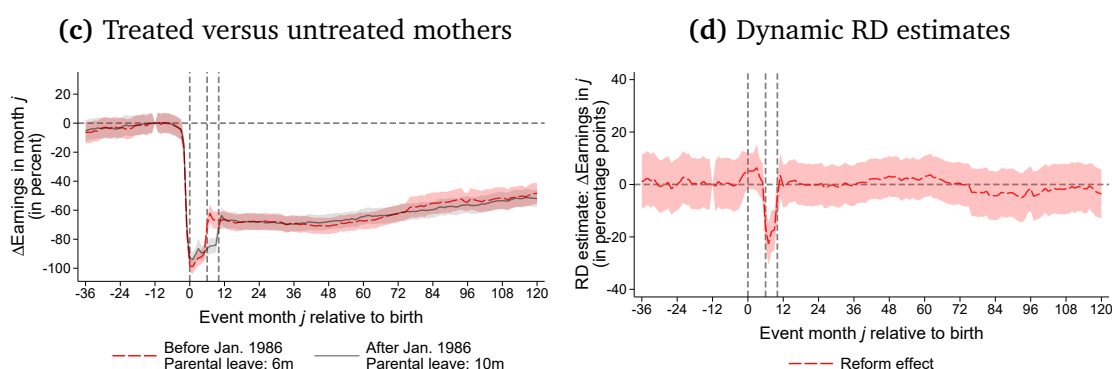 (c) Treated versus untreated mothers
ΔEarnings in month j
(in percent)
20
0
-20
-40
-60
-80
-100
-36 -24 -12 0 12 24 36 48 60 72 84 96 108 120
Event month j relative to birth
Before Jan. 1986
Parental leave: 6m
After Jan. 1986
Parental leave: 10m
(d) Dynamic RD estimates
RD estimate: ΔEarnings in j
(in percentage points)
40
20
0
-20
-40
-36 -24 -12 0 12 24 36 48 60 72 84 96 108 120
Event month j relative to birth
Reform effect